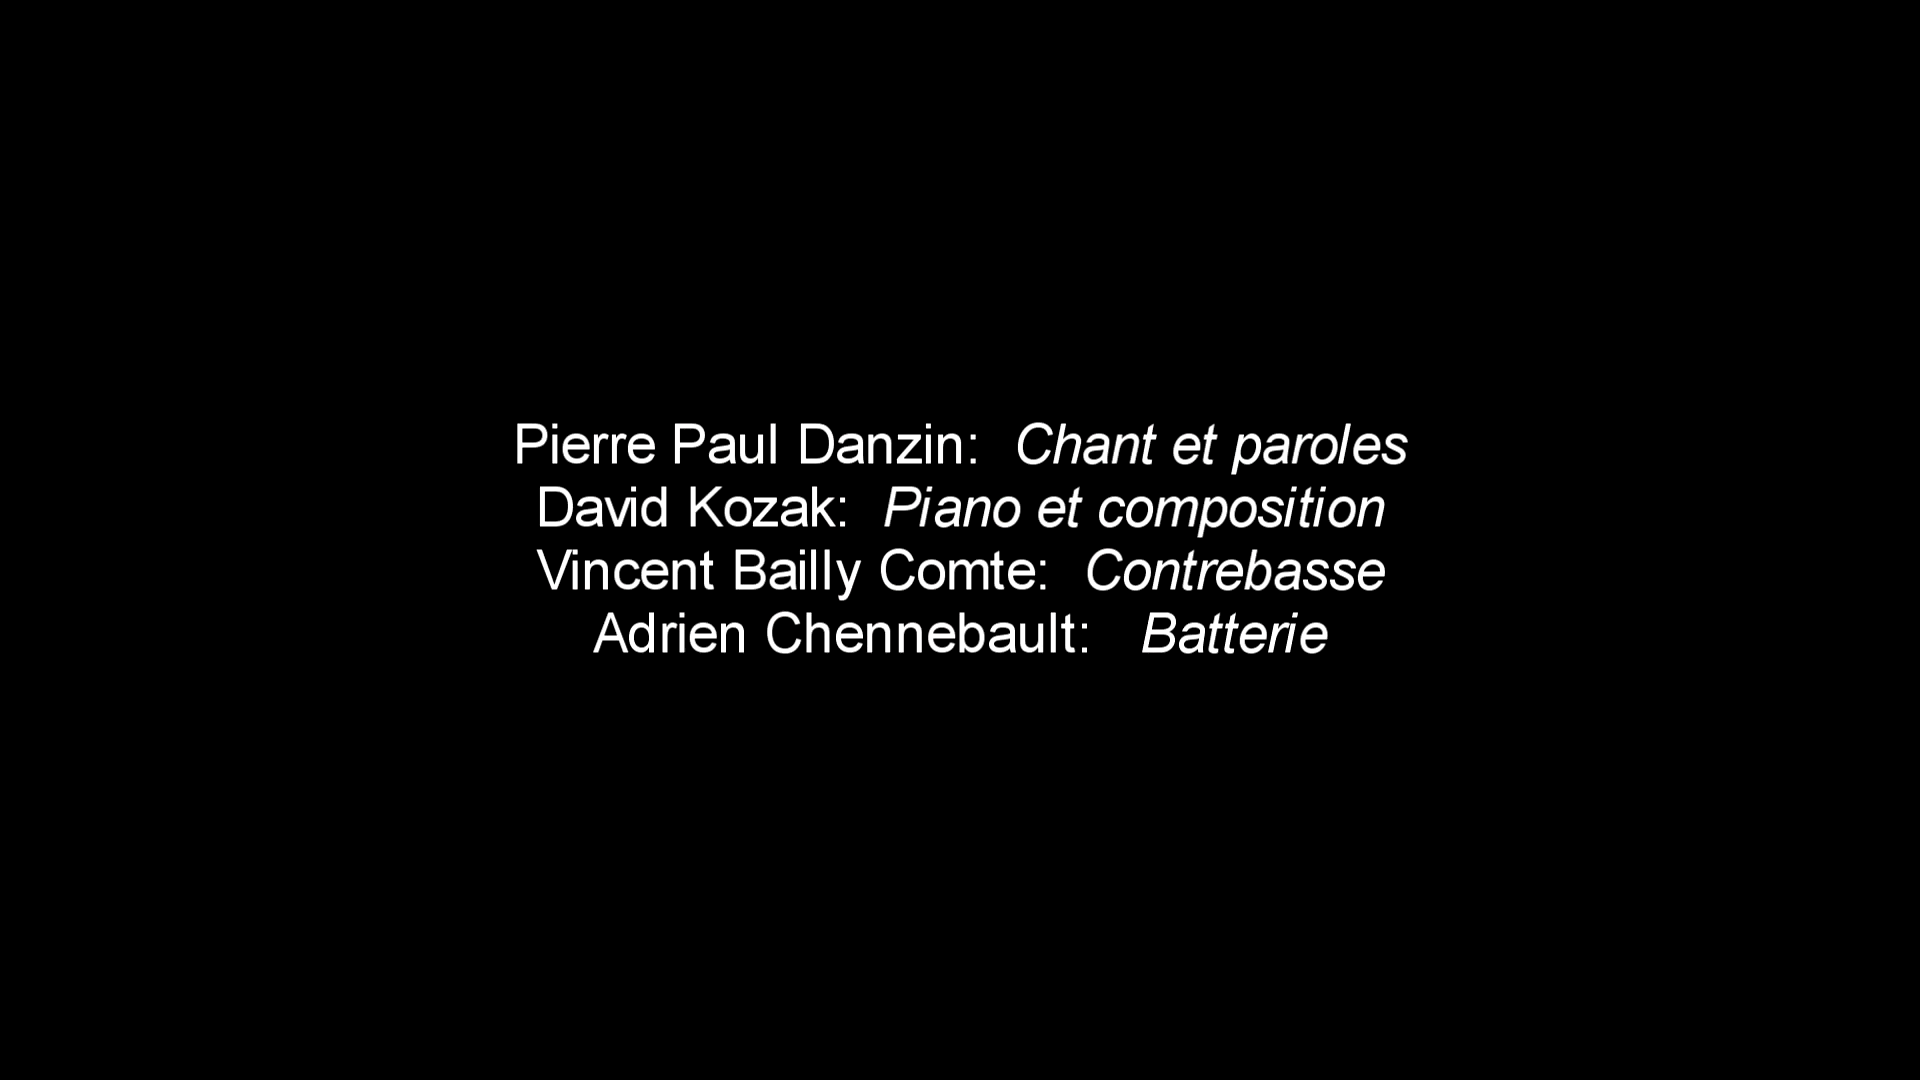 Pierre Paul Danzin: Chant et paroles
David Kozak: Piano et composition
Vincent Bailly Comte: Contrebasse
Adrien Chennebault: Batterie